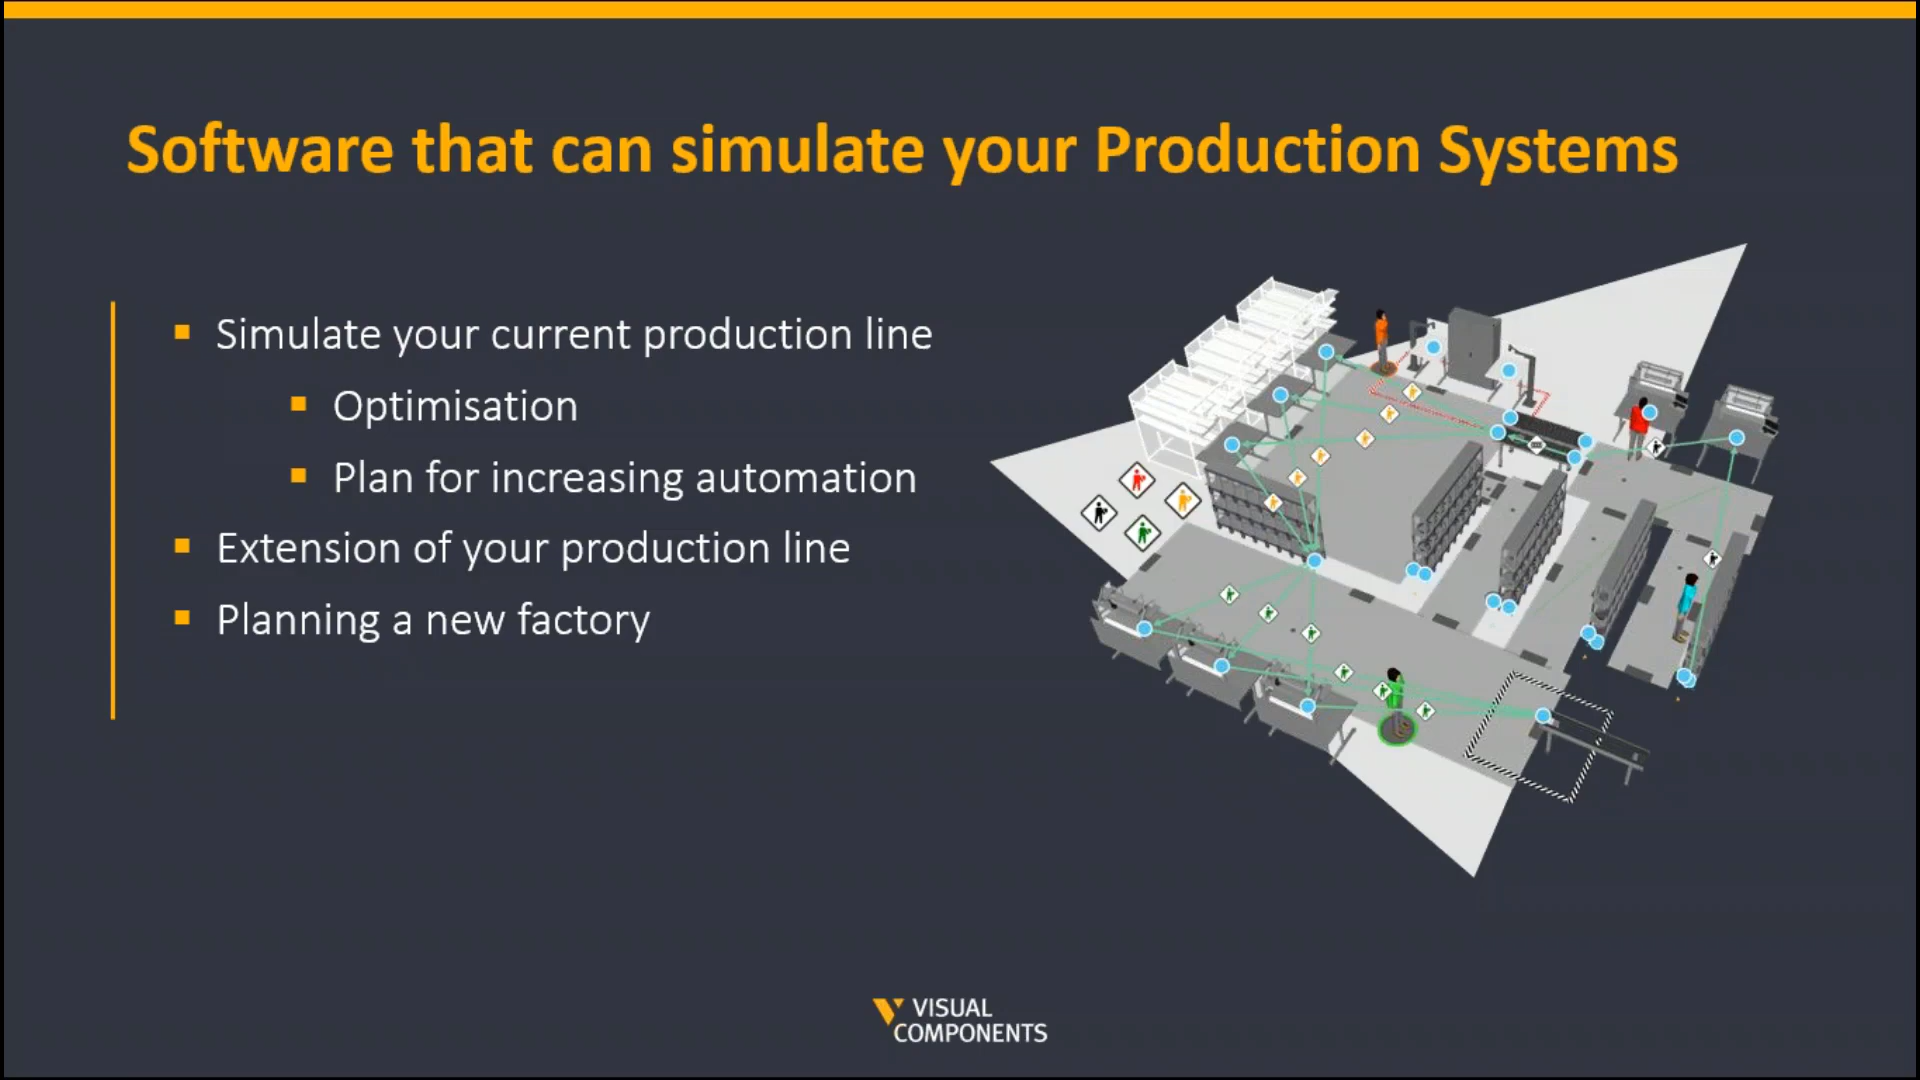 Software that can simulate your Production Systems
Simulate your current production line
Optimisation
Plan for increasing automation
Extension of your production line
Planning a new factory
VISUAL
COMPONENTS